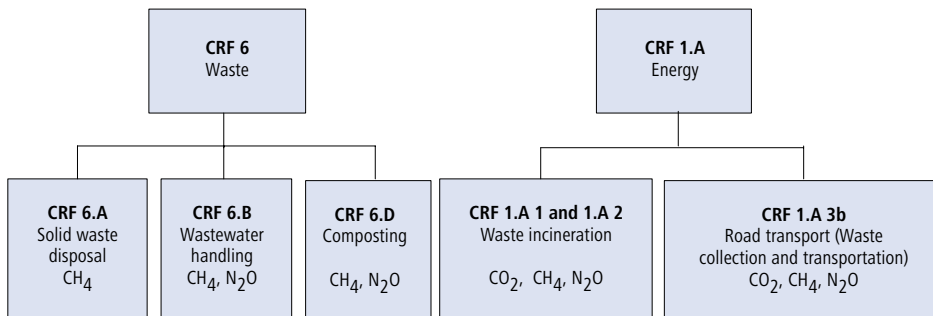 CRF 6
Waste
CRF 1.A
Energy
CRF 6.A
Solid waste
disposal
CH₄
CRF 6.B
Wastewater
handling
CH₄, N₂O
CRF 6.D
Composting
CH₄, N₂O
CRF 1.A 1 and 1.A 2
Waste incineration
CO₂, CH₄, N₂O
CRF 1.A 3b
Road transport (Waste
collection and transportation)
CO₂, CH₄, N₂O